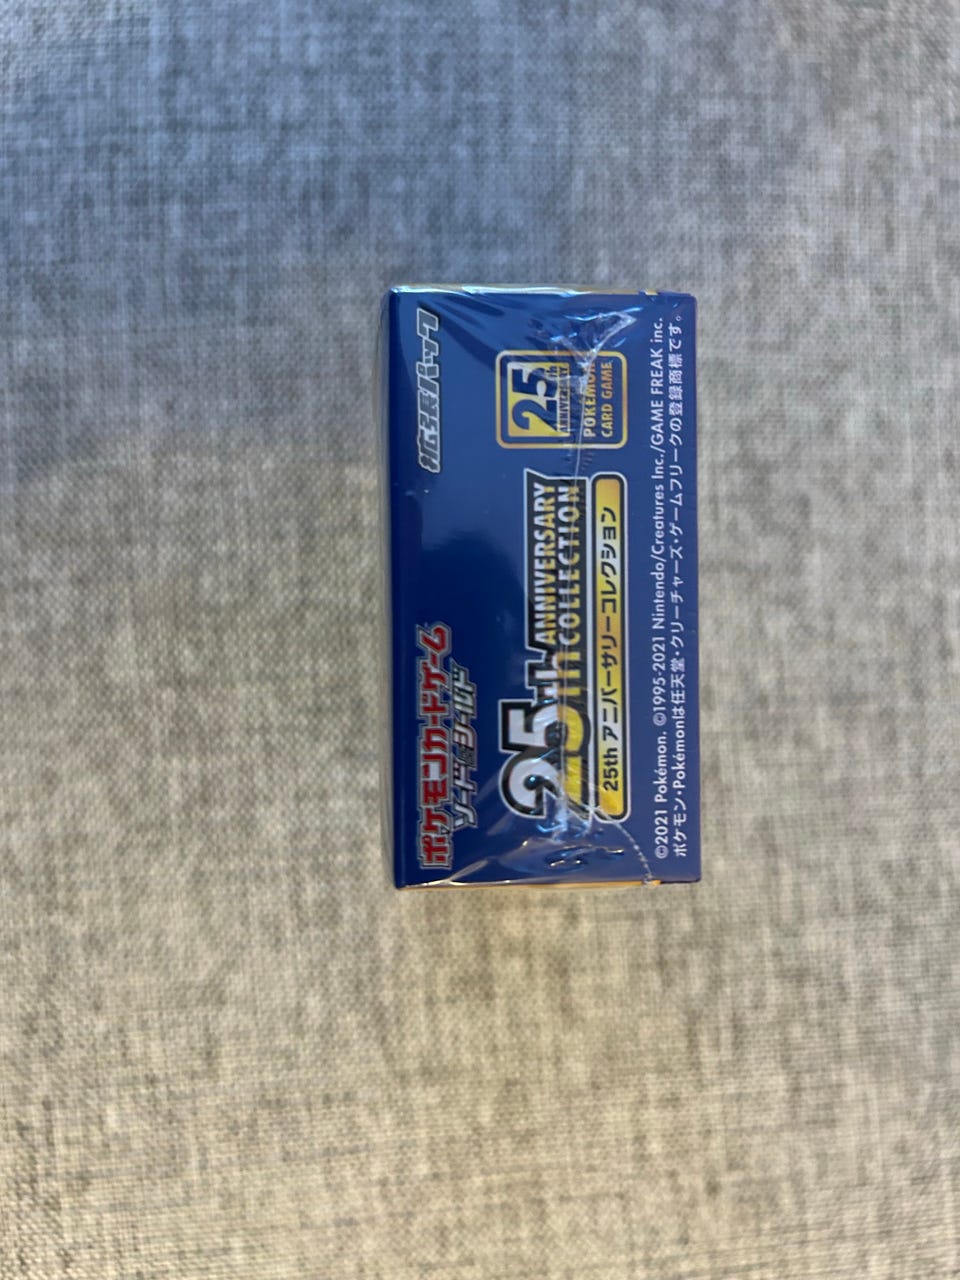 ポケモンカードゲーム
ソード&シールド
拡張パック
25TH ANNIVERSARY
COLLECTION
25th アニバーサリーコレクション
25th
ANNIVERSARY
POKÉMON
CARD GAME
©2021 Pokémon. ©1995-2021 Nintendo/Creatures Inc./GAME FREAK inc.
ポケモン・Pokémonは任天堂・クリーチャーズ・ゲームフリークの登録商標です。